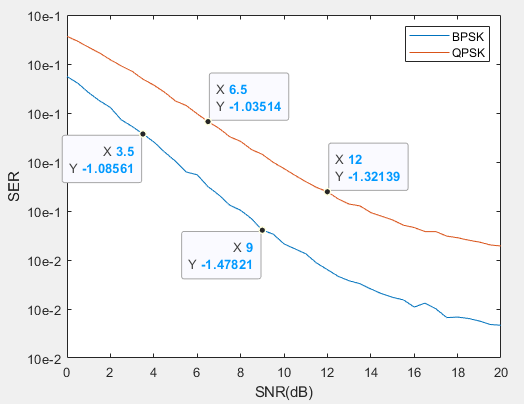 10e-1
BPSK
QPSK
10e-1
X 6.5
Y -1.03514
10e-1
X 3.5
Y -1.08561
10e-1
X 12
Y -1.32139
SER
10e-1
X 9
Y -1.47821
10e-2
10e-2
10e-2
0 2 4 6 8 10 12 14 16 18 20
SNR(dB)